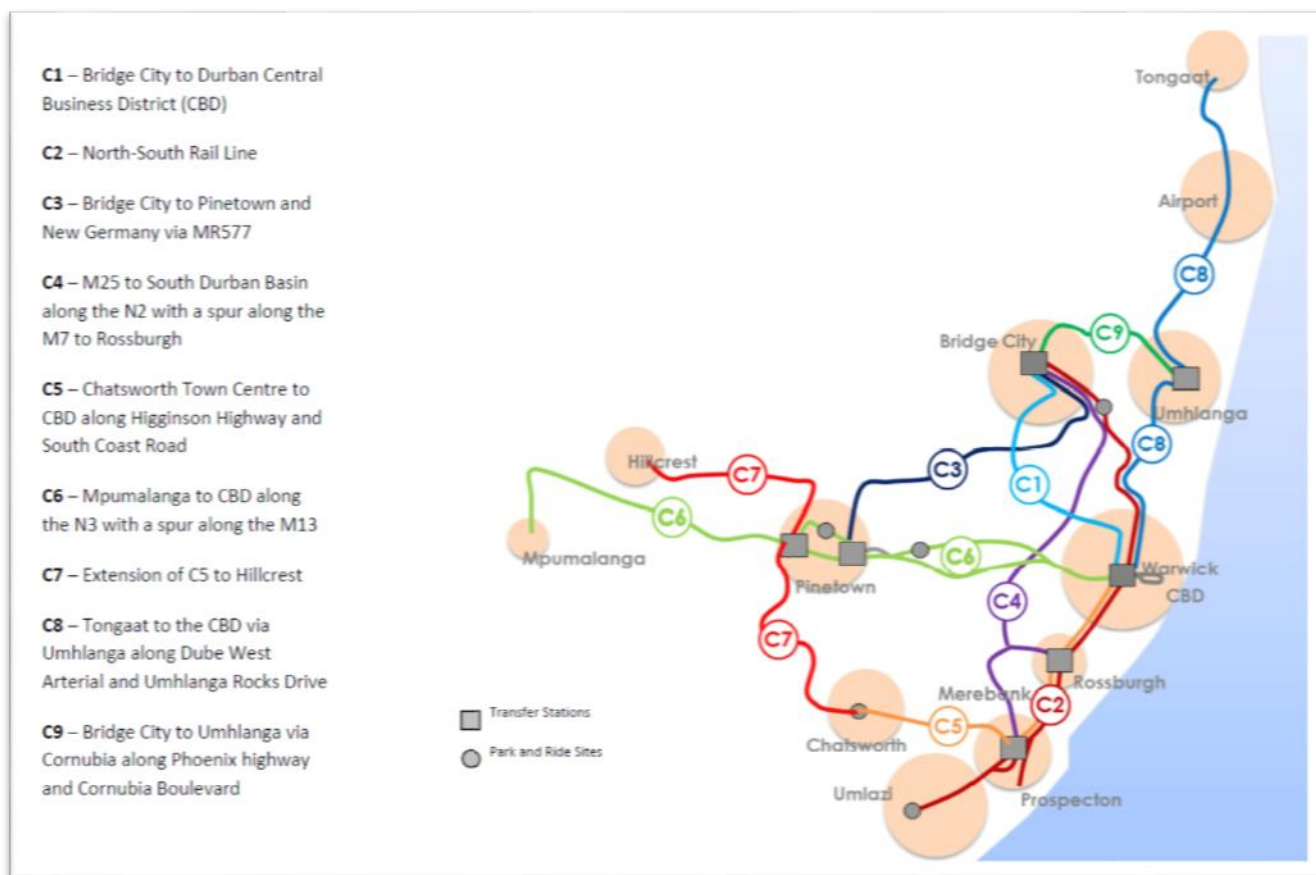 C1 – Bridge City to Durban Central
Business District (CBD)
C2 – North-South Rail Line
C3 – Bridge City to Pinetown and
New Germany via MR577
C4 – M25 to South Durban Basin
along the N2 with a spur along the
M7 to Rossburgh
C5 – Chatsworth Town Centre to
CBD along Higginson Highway and
South Coast Road
C6 – Mpumalanga to CBD along
the N3 with a spur along the M13
C7 – Extension of C5 to Hillcrest
C8 – Tongaat to the CBD via
Umhlanga along Dube West
Arterial and Umhlanga Rocks Drive
C9 – Bridge City to Umhlanga via
Cornubia along Phoenix highway
and Cornubia Boulevard
Transfer Stations
Park and Ride Sites
Tongaat
Airport
C8
Bridge City
C9
Umhlanga
C8
Hillcrest
C7
C3
C1
C6
Mpumalanga
Pinetown
C6
Warwick
CBD
C4
C7
Rossburgh
Merebank
C2
Chatsworth
C5
Umlazi
Prospecton